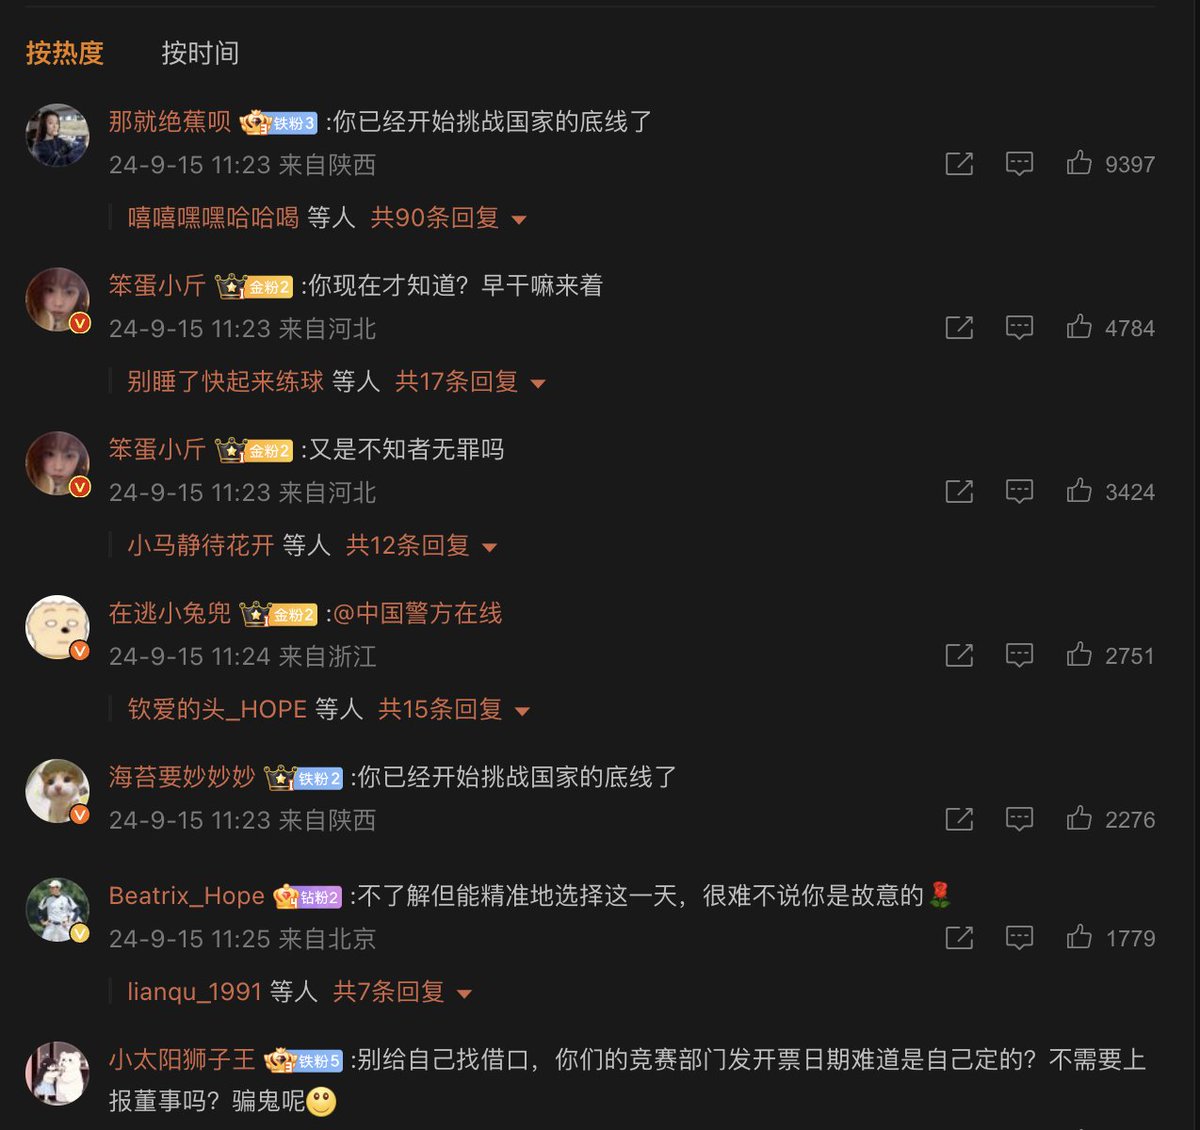 按热度 按时间
那就绝蕉呗 铁粉3 :你已经开始挑战国家的底线了
24-9-15 11:23 来自陕西 9397
嘻嘻嘿嘿哈哈喝 等人 共90条回复
笨蛋小斤 金粉2 :你现在才知道？早干嘛来着
24-9-15 11:23 来自河北 4784
别睡了快起来练球 等人 共17条回复
笨蛋小斤 金粉2 :又是不知者无罪吗
24-9-15 11:23 来自河北 3424
小马静待花开 等人 共12条回复
在逃小兔兜 金粉2 :@中国警方在线
24-9-15 11:24 来自浙江 2751
钦爱的头_HOPE 等人 共15条回复
海苔要妙妙妙 铁粉2 :你已经开始挑战国家的底线了
24-9-15 11:23 来自陕西 2276
Beatrix_Hope 钻粉2 :不了解但能精准地选择这一天，很难不说你是故意的🌹
24-9-15 11:25 来自北京 1779
lianqu_1991 等人 共7条回复
小太阳狮子王 铁粉5 :别给自己找借口，你们的竞赛部门发开票日期难道是自己定的？不需要上
报董事吗？骗鬼呢🙂